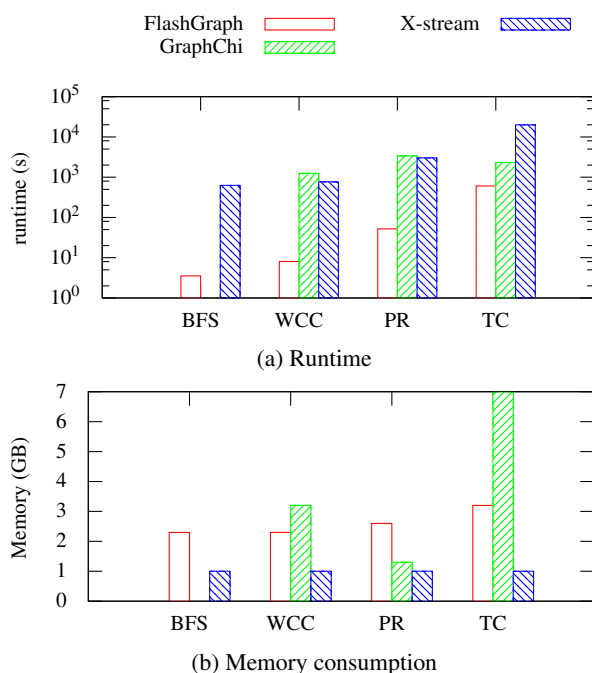 FlashGraph
X-stream
GraphChi
10^5
10^4
10^3
10^2
10^1
10^0
runtime (s)
BFS WCC PR TC
(a) Runtime
7
6
5
4
3
2
1
0
Memory (GB)
BFS WCC PR TC
(b) Memory consumption